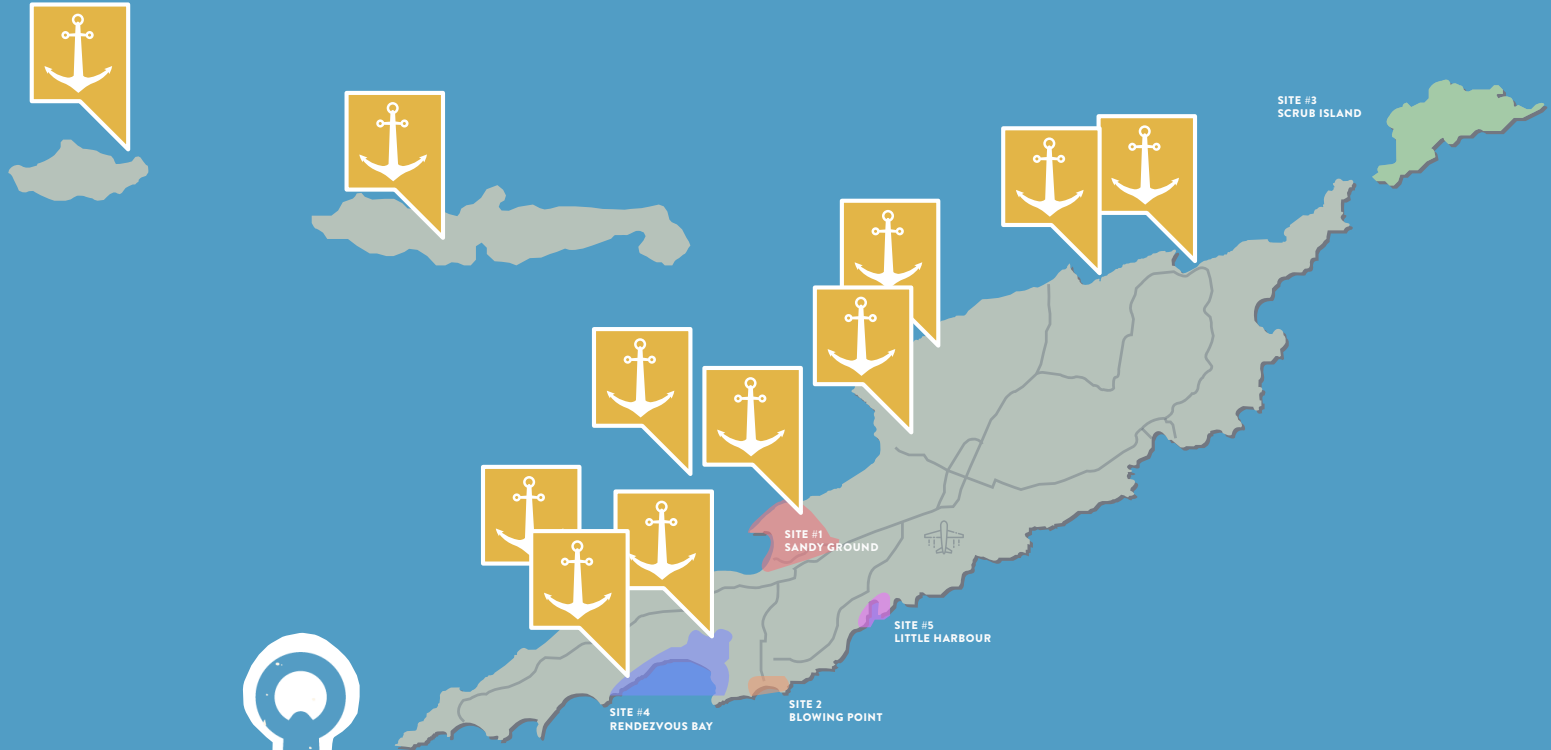 SITE #3
SCRUB ISLAND
SITE #1
SANDY GROUND
SITE #5
LITTLE HARBOUR
SITE #4
RENDEZVOUS BAY
SITE 2
BLOWING POINT